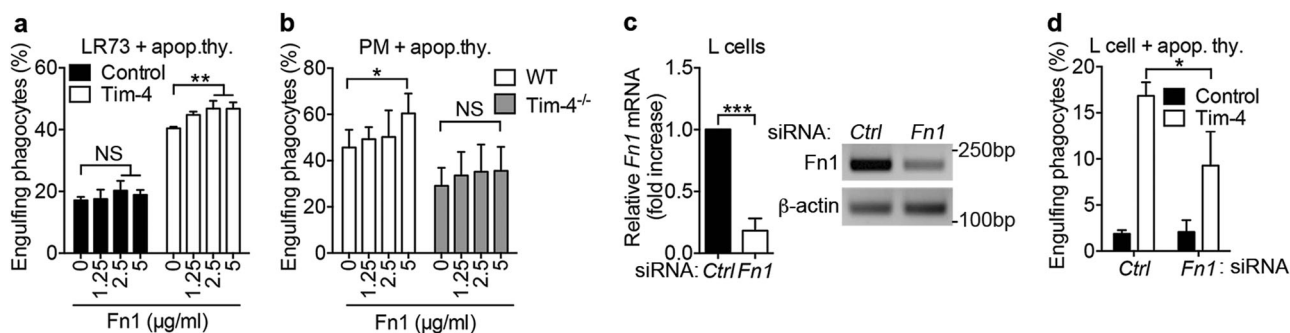 a
LR73 + apop.thy.
Engulfing phagocytes (%)
60
40
20
0
Control
Tim-4
NS
**
0 1.25 2.5 5 0 1.25 2.5 5
Fn1 (μg/ml)
b
PM + apop.thy.
Engulfing phagocytes (%)
80
60
40
20
0
WT
Tim-4-/-
*
NS
0 1.25 2.5 5 0 1.25 2.5 5
Fn1 (μg/ml)
c
L cells
Relative Fn1 mRNA
(fold increase)
1.5
1.0
0.5
0.0
***
siRNA: Ctrl Fn1
siRNA: Ctrl Fn1
Fn1
-250bp
β-actin
-100bp
d
L cell + apop. thy.
Engulfing phagocytes (%)
20
15
10
5
0
*
Control
Tim-4
Ctrl Fn1 : siRNA